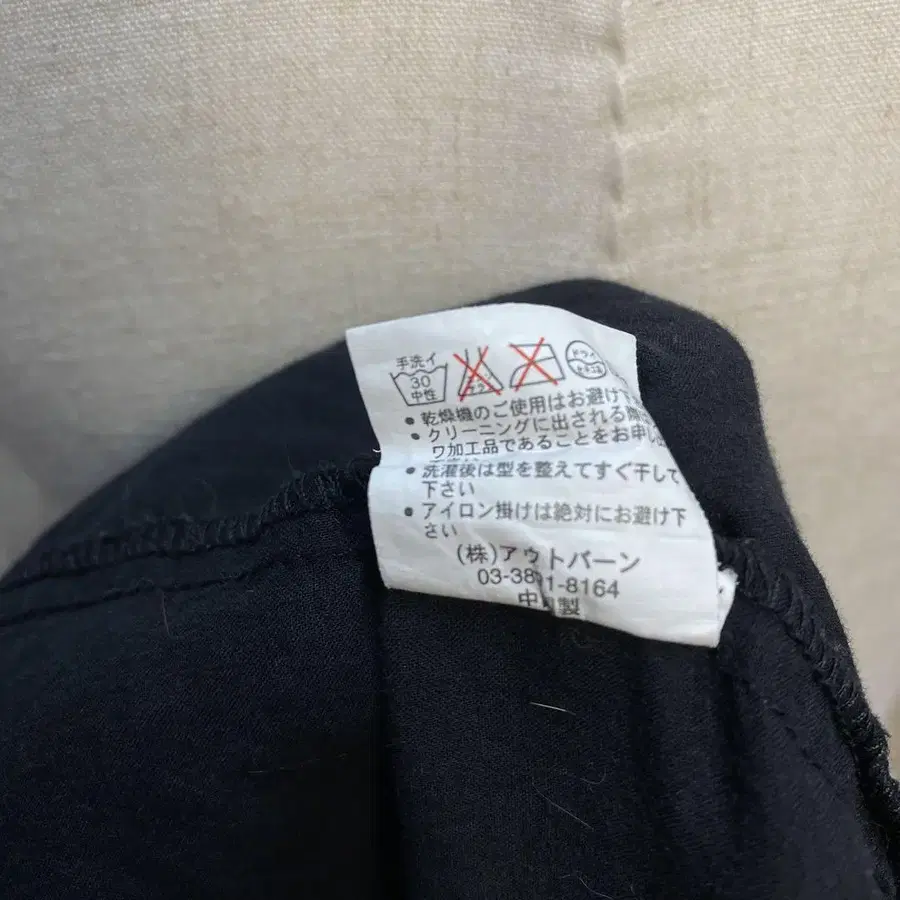 手洗イ
30
中性
ドライ
・乾燥機のご使用はお避け下
・クリーニングに出される際
ワ加工品であることをお申し出
・洗濯後は型を整えてすぐ干して
下さい
・アイロン掛けは絶対にお避け下
さい
(株)アウトバーン
8164
製